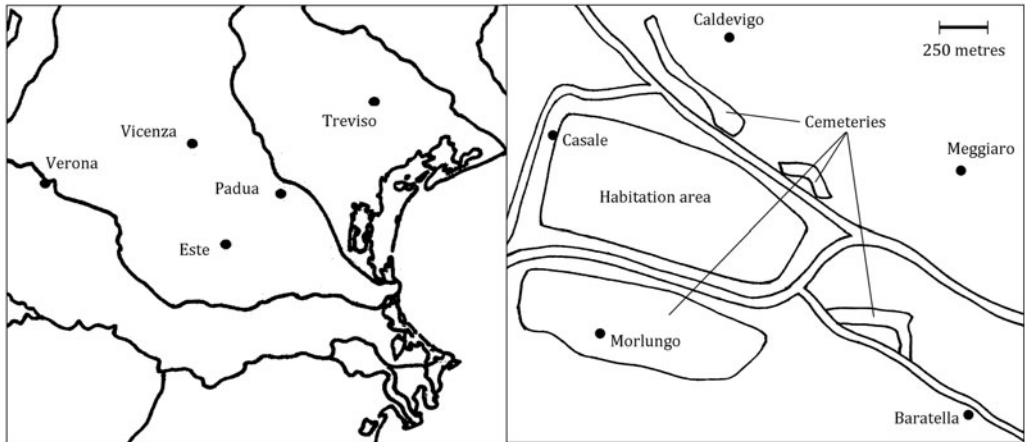 Treviso
Vicenza
Verona
Padua
Este
Caldevigo
250 metres
Cemeteries
Casale
Meggiaro
Habitation area
Morlungo
Baratella